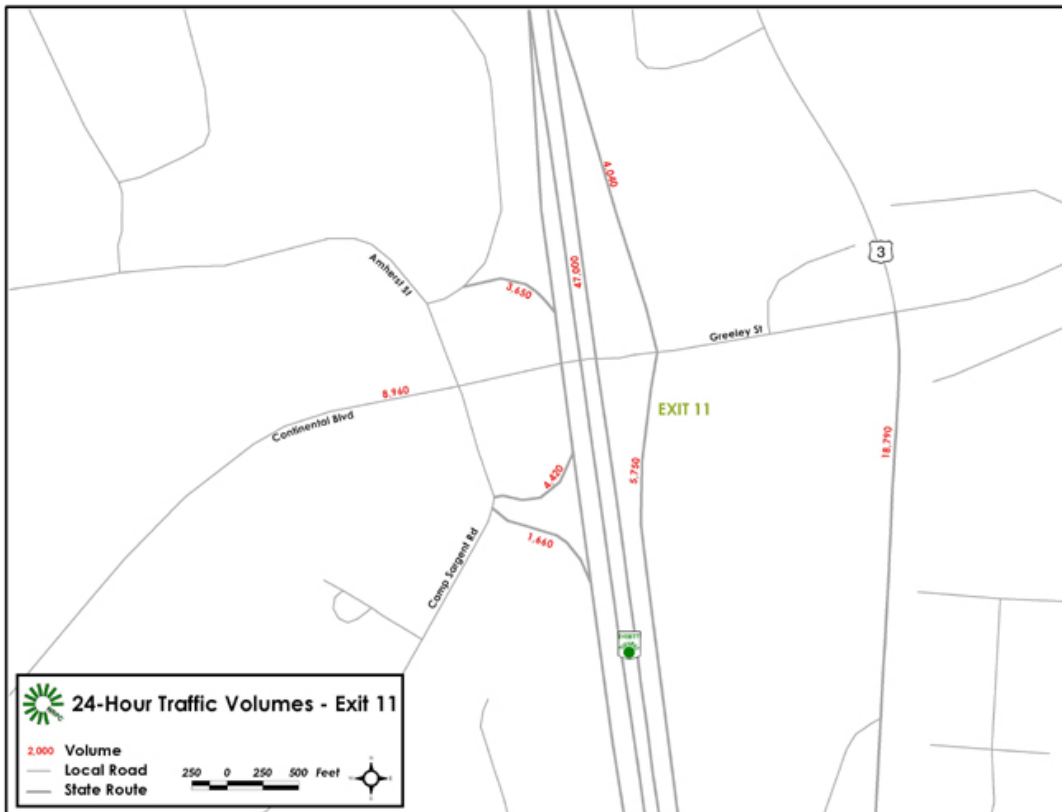 4,040
3
47,000
Amherst St
3,650
Greeley St
8,960
EXIT 11
Continental Blvd
18,790
5,750
4,420
1,660
Camp Sargent Rd
24-Hour Traffic Volumes - Exit 11
2,000 Volume
Local Road
State Route
250 0 250 500 Feet